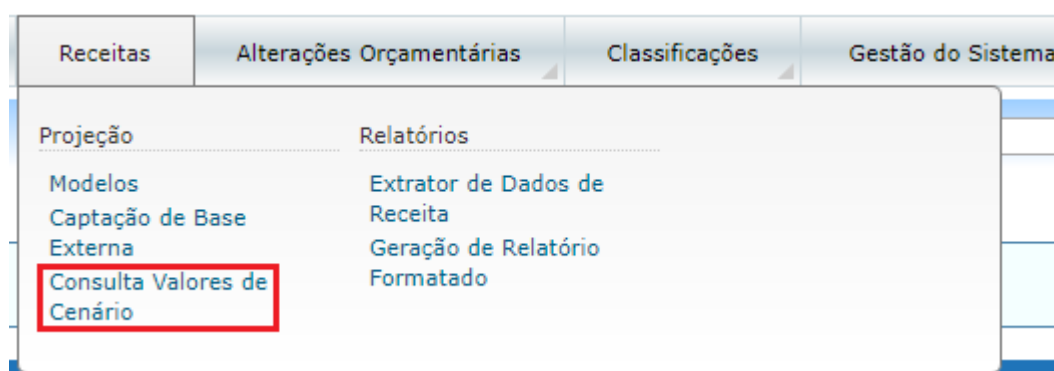 Receitas Alterações Orçamentárias Classificações Gestão do Sistema
Projeção
Modelos
Captação de Base
Externa
Consulta Valores de
Cenário
Relatórios
Extrator de Dados de
Receita
Geração de Relatório
Formatado